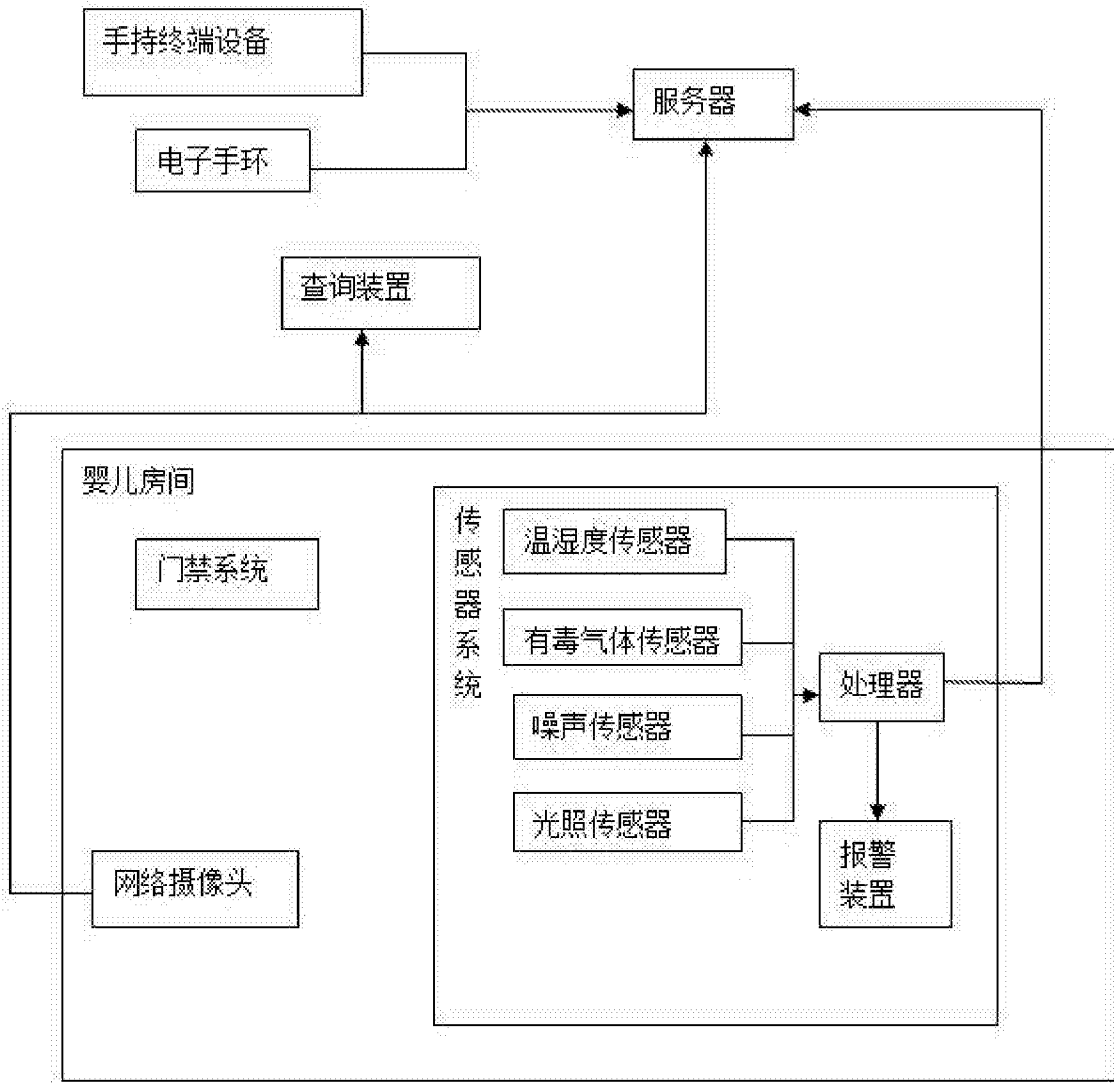 手持终端设备
服务器
电子手环
查询装置
婴儿房间
传感器系统
温湿度传感器
门禁系统
有毒气体传感器
处理器
噪声传感器
光照传感器
报警
装置
网络摄像头